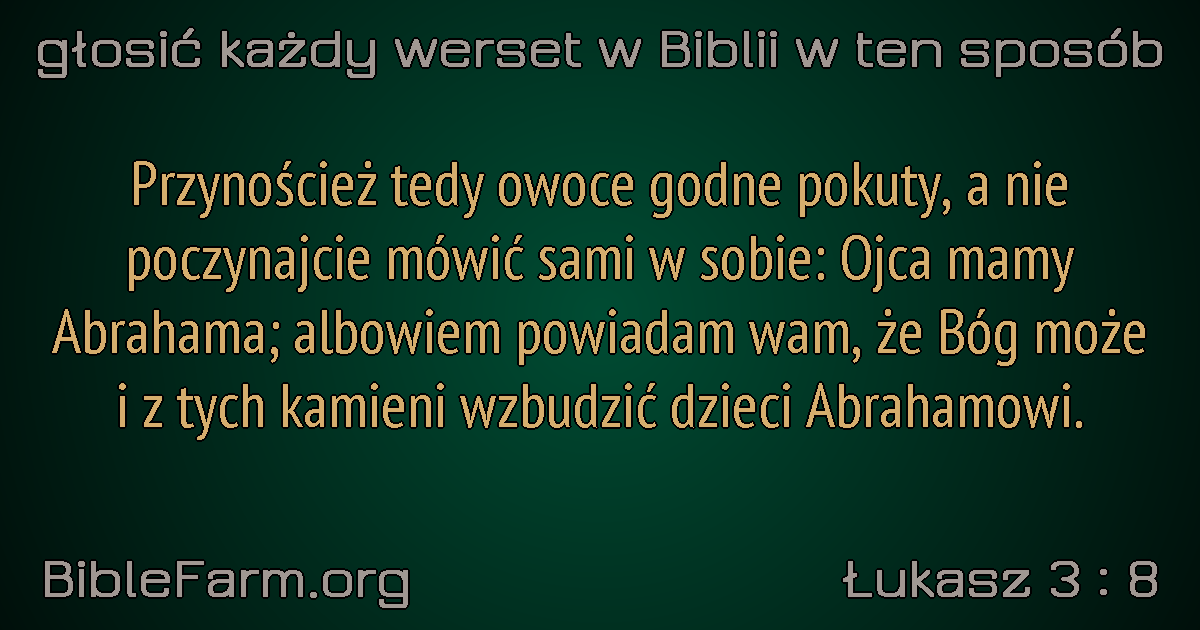 głosić każdy werset w Biblii w ten sposób
Przynoścież tedy owoce godne pokuty, a nie
poczynajcie mówić sami w sobie: Ojca mamy
Abrahama; albowiem powiadam wam, że Bóg może
i z tych kamieni wzbudzić dzieci Abrahamowi.
BibleFarm.org
Łukasz 3 : 8